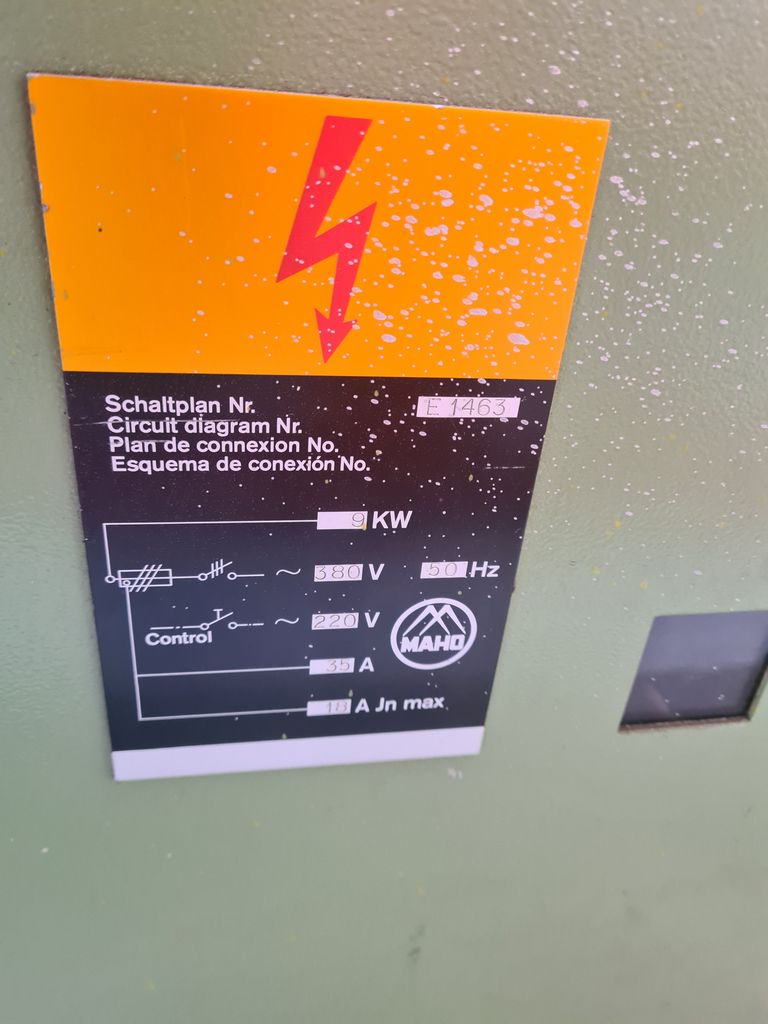 Schaltplan Nr. E 1463
Circuit diagram Nr.
Plan de connexion No.
Esquema de conexión No.
9 KW
~ 380 V 50 Hz
Control ~ 220 V
MAHO
35 A
18 A Jn max